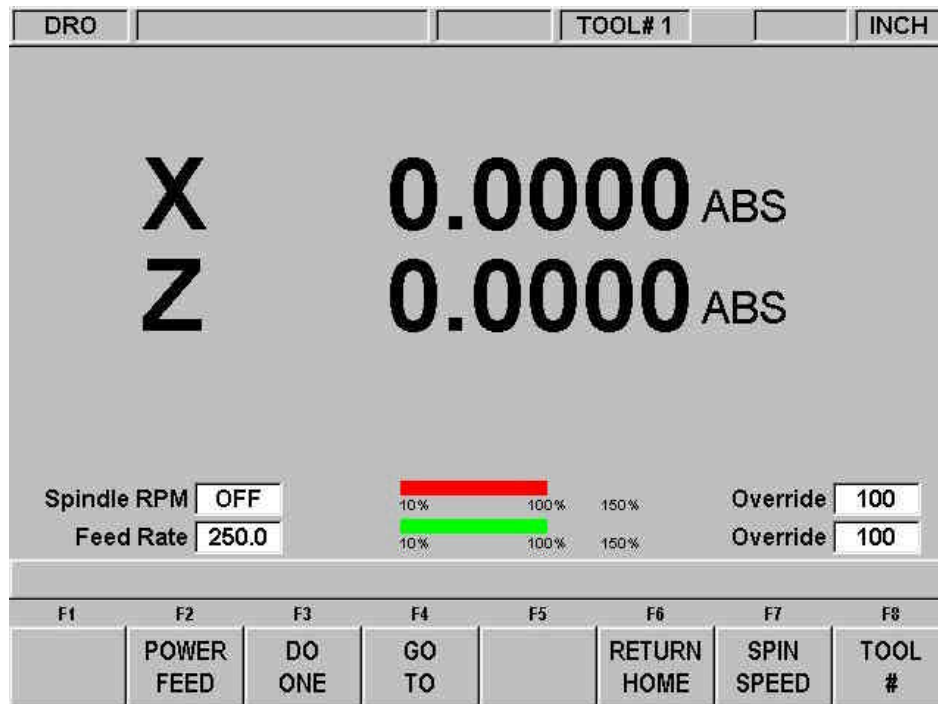 DRO TOOL# 1 INCH
X 0.0000 ABS
Z 0.0000 ABS
Spindle RPM OFF 10% 100% 150% Override 100
Feed Rate 250.0 10% 100% 150% Override 100
F1 F2 F3 F4 F5 F6 F7 F8
POWER DO GO RETURN SPIN TOOL
FEED ONE TO HOME SPEED #